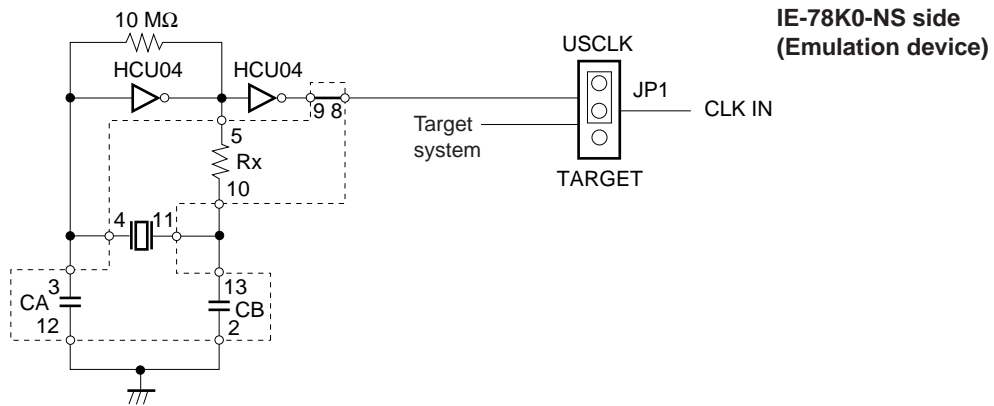 10 MΩ
HCU04
HCU04
9 8
5
Rx
10
4
11
3
CA
12
13
CB
2
USCLK
JP1
CLK IN
Target
system
TARGET
IE-78K0-NS side
(Emulation device)